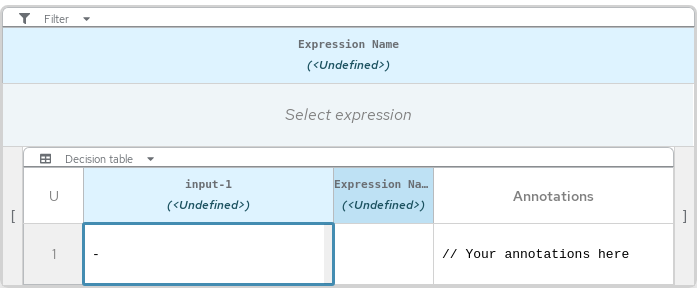 Filter
Expression Name
(<Undefined>)
Select expression
Decision table
U
input-1
(<Undefined>)
Expression Na…
(<Undefined>)
Annotations
[
]
1
-
// Your annotations here